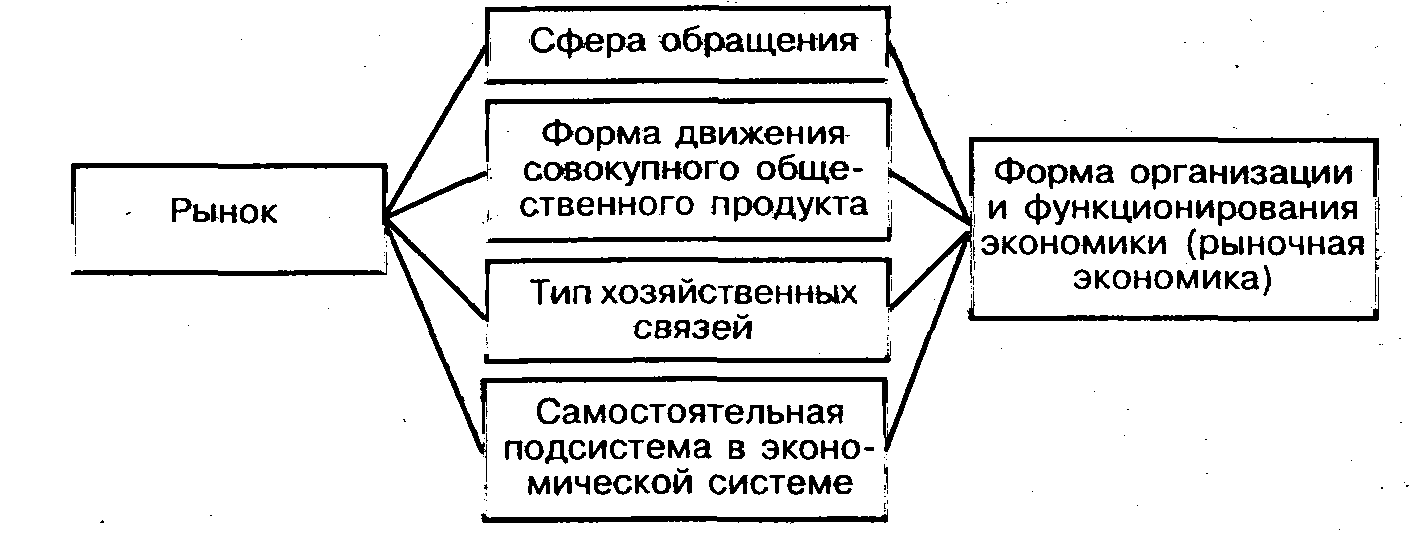 Сфера обращения
Форма движения
совокупного обще-
ственного продукта
Рынок
Тип хозяйственных
связей
Самостоятельная
подсистема в эконо-
мической системе
Форма организации
и функционирования
экономики (рыночная
экономика)